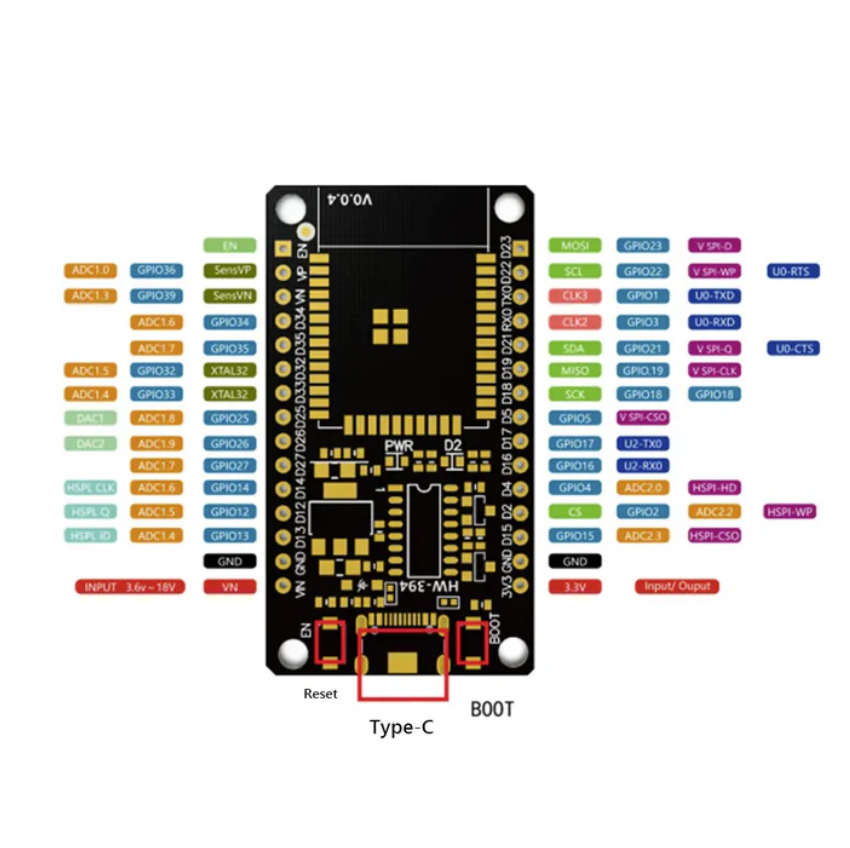 V0.0.4
EN EN D23 MOSI GPIO23 V SPI-D
ADC1.0 GPIO36 SensVP VP D22 SCL GPIO22 V SPI-WP U0-RTS
ADC1.3 GPIO39 SensVN VN TX0 CLK3 GPIO1 U0-TXD
ADC1.6 GPIO34 D34 RX0 CLK2 GPIO3 U0-RXD
ADC1.7 GPIO35 D35 D21 SDA GPIO21 V SPI-Q U0-CTS
ADC1.5 GPIO32 XTAL32 D32 D19 MISO GPIO.19 V SPI-CLK
ADC1.4 GPIO33 XTAL32 D33 D18 SCK GPIO18 GPIO18
DAC1 ADC1.8 GPIO25 D25 D5 GPIO5 V SPI-CSO
DAC2 ADC1.9 GPIO26 D26 D17 GPIO17 U2-TX0
PWR D2
ADC1.7 GPIO27 D27 D16 GPIO16 U2-RX0
HSPL CLK ADC1.6 GPIO14 D14 D4 GPIO4 ADC2.0 HSPI-HD
1
HSPL Q ADC1.5 GPIO12 D12 D2 CS GPIO2 ADC2.2 HSPI-WP
HSPL ID ADC1.4 GPIO13 D13 D15 GPIO15 ADC2.3 HSPI-CSO
GND GND GND GND
INPUT 3.6v~18V VN VIN HW-394 3V3 3.3V Input/ Ouput
EN BOOT
Reset
Type-C
BOOT